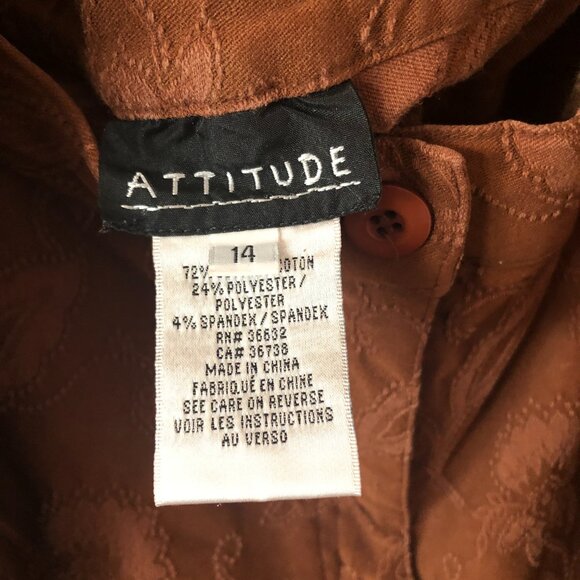 ATTITUDE
14
72%
24% POLYESTER /
POLYESTER
4% SPANDEX / SPANDEX
RN# 36632
CA# 36738
MADE IN CHINA
FABRIQUÉ EN CHINE
SEE CARE ON REVERSE
VOIR LES INSTRUCTIONS
AU VERSO